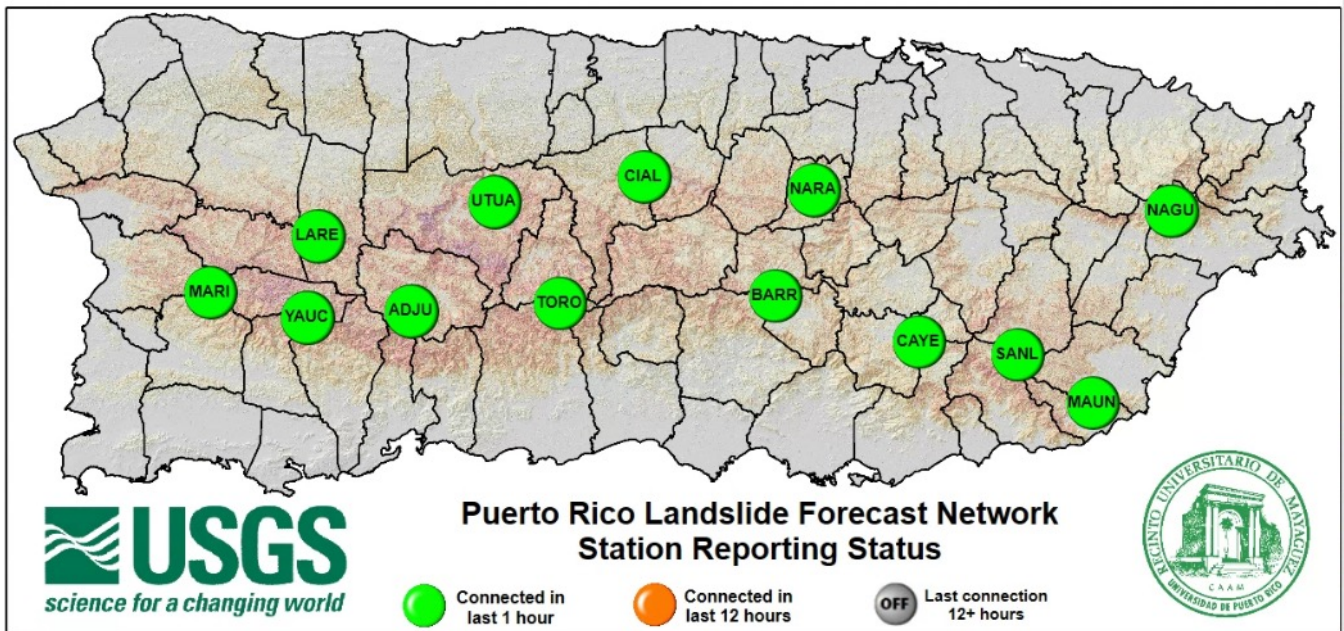 CIAL
NARA
UTUA
NAGU
LARE
MARI
BARR
TORO
ADJU
YAUC
CAYE
SANL
MAUN
USGS
science for a changing world
Puerto Rico Landslide Forecast Network
Station Reporting Status
Connected in
last 1 hour
Connected in
last 12 hours
OFF
Last connection
12+ hours
RECINTO UNIVERSITARIO DE MAYAGUEZ
CAAM
UNIVERSIDAD DE PUERTO RICO